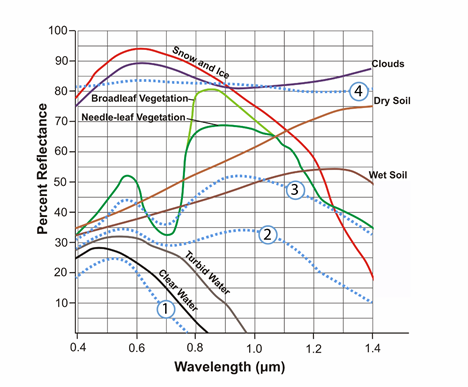 100
90
80
70
60
50
40
30
20
10
Percent Reflectance
Snow and Ice
Clouds
4
Broadleaf Vegetation
Dry Soil
Needle-leaf Vegetation
Wet Soil
3
2
Turbid Water
Clear Water
1
0.4 0.6 0.8 1.0 1.2 1.4
Wavelength (µm)